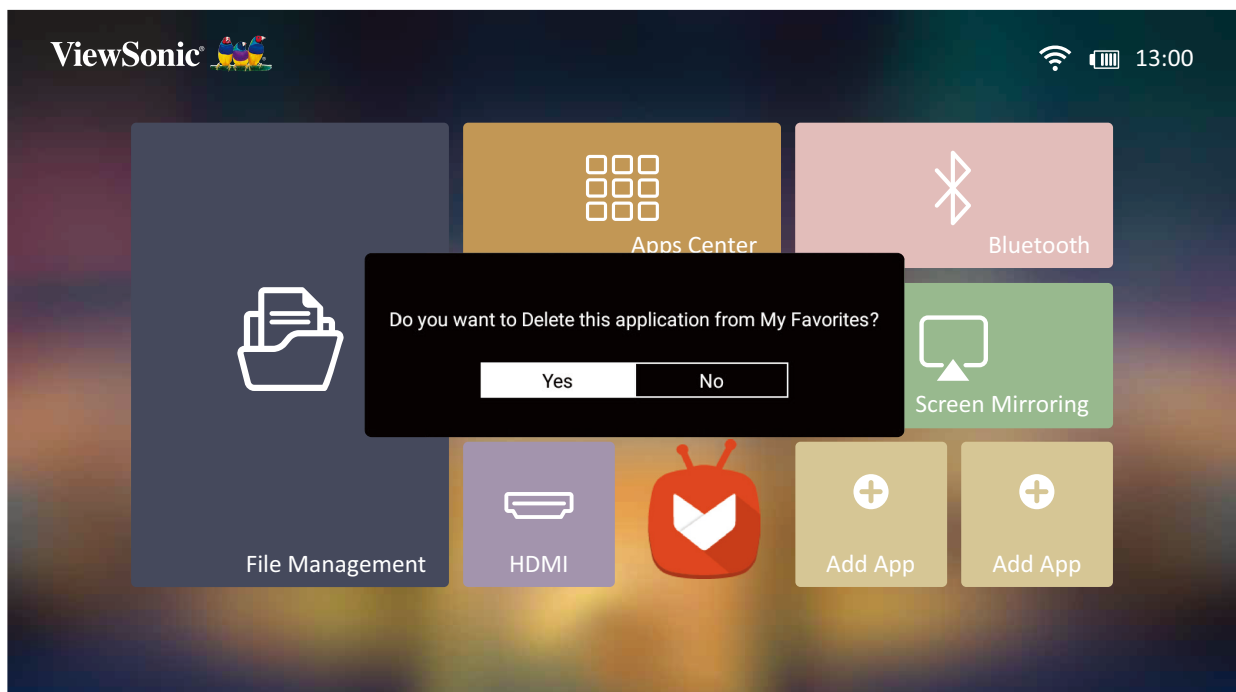 ViewSonic®
13:00
Apps Center
Bluetooth
Do you want to Delete this application from My Favorites?
Yes
No
Screen Mirroring
File Management
HDMI
Add App
Add App